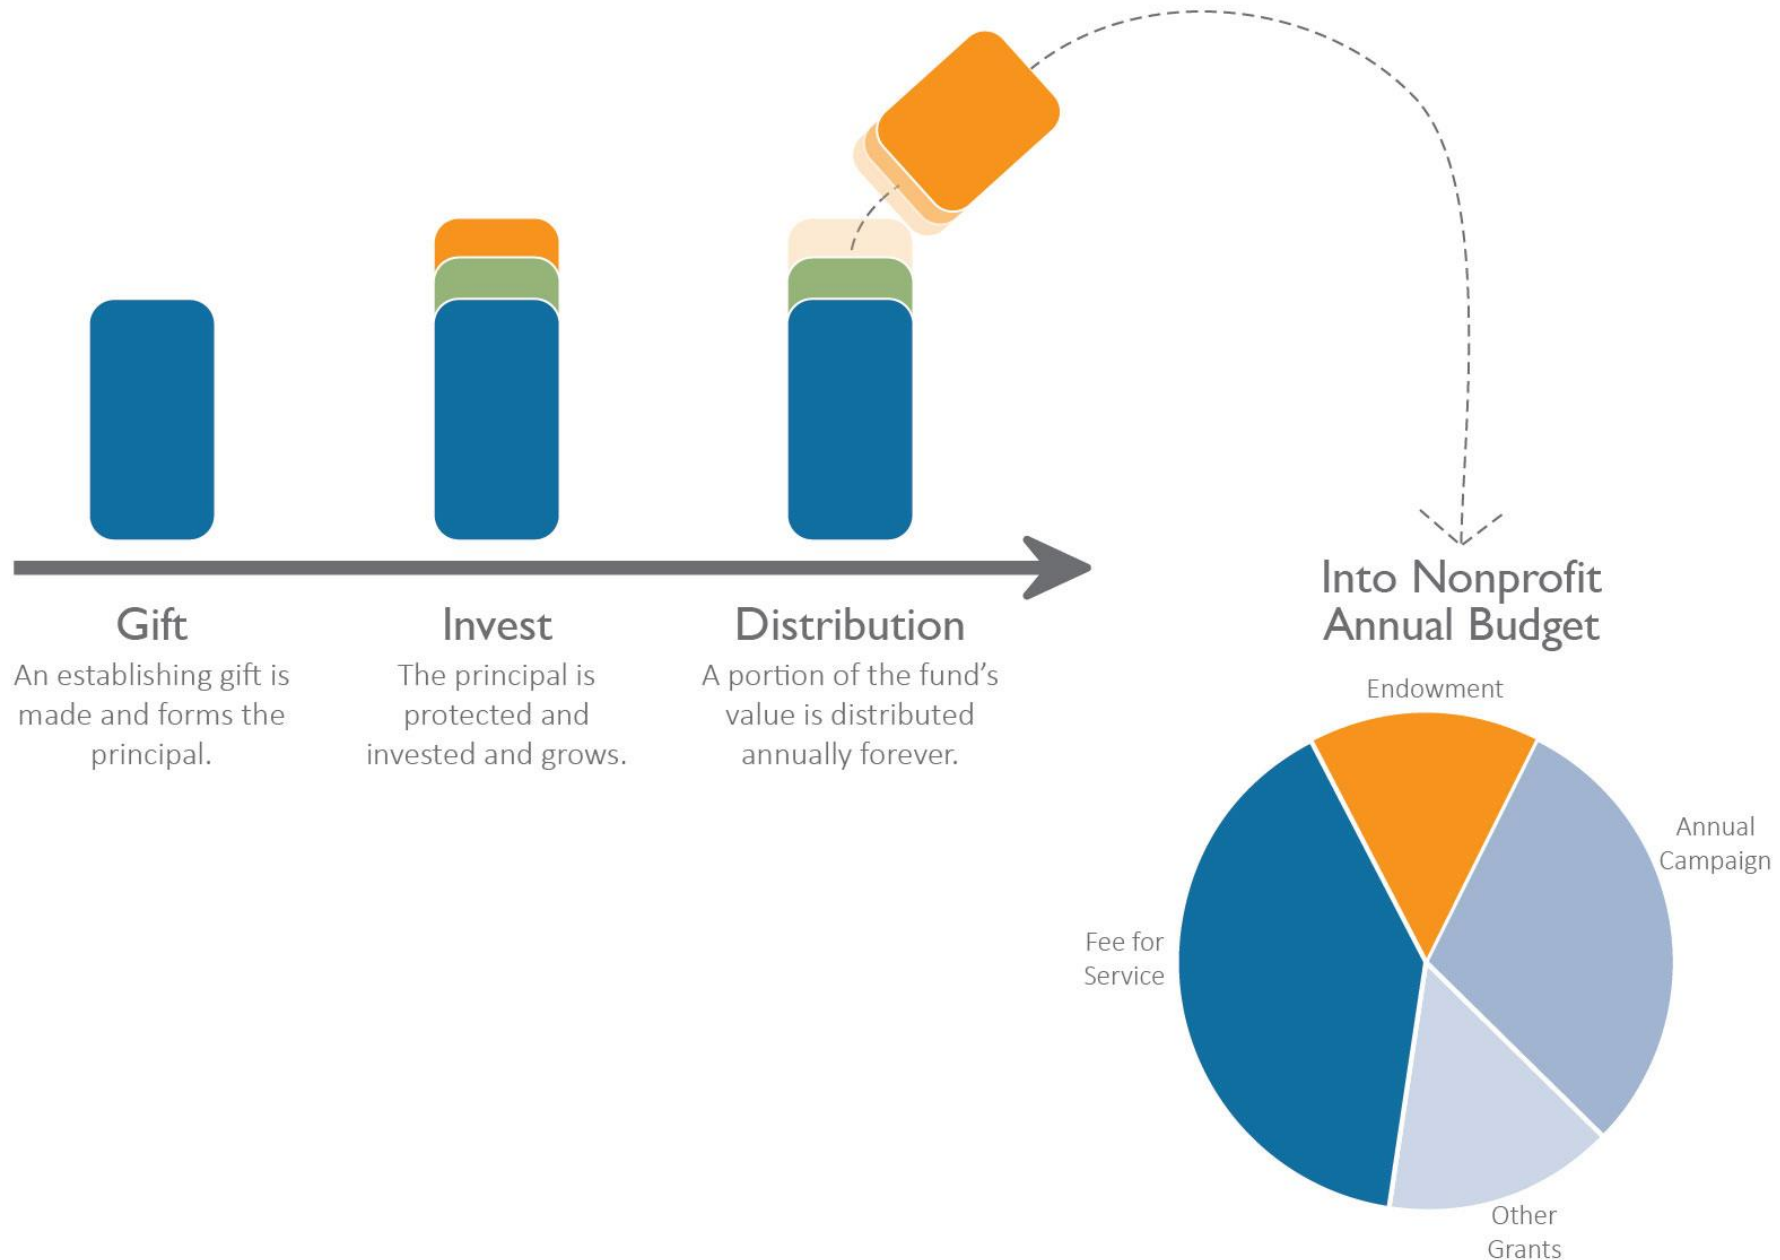 Gift
An establishing gift is
made and forms the
principal.
Invest
The principal is
protected and
invested and grows.
Distribution
A portion of the fund’s
value is distributed
annually forever.
Into Nonprofit
Annual Budget
Endowment
Annual
Campaign
Fee for
Service
Other
Grants